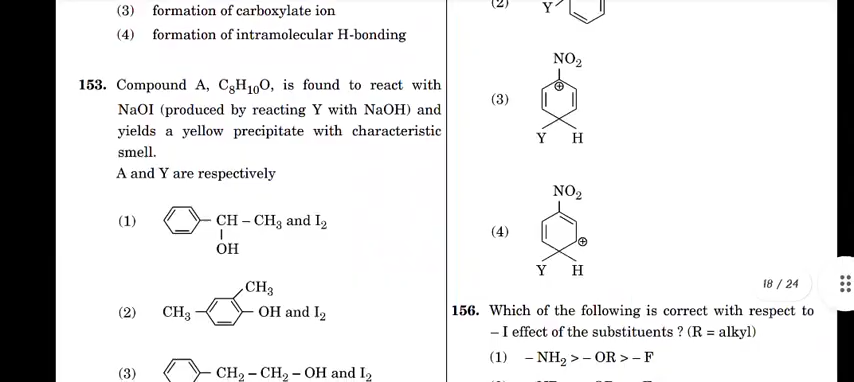 (3) formation of carboxylate ion
(4) formation of intramolecular H-bonding
153. Compound A, C₈H₁₀O, is found to react with
NaOI (produced by reacting Y with NaOH) and
yields a yellow precipitate with characteristic
smell.
A and Y are respectively
(1) CH – CH₃ and I₂
OH
CH₃
(2) CH₃ OH and I₂
(3) CH₂ – CH₂ – OH and I₂
(2)
Y
NO₂
⊕
(3)
Y H
NO₂
(4)
⊕
Y H
18 / 24
156. Which of the following is correct with respect to
– I effect of the substituents ? (R = alkyl)
(1) – NH₂ > – OR > – F